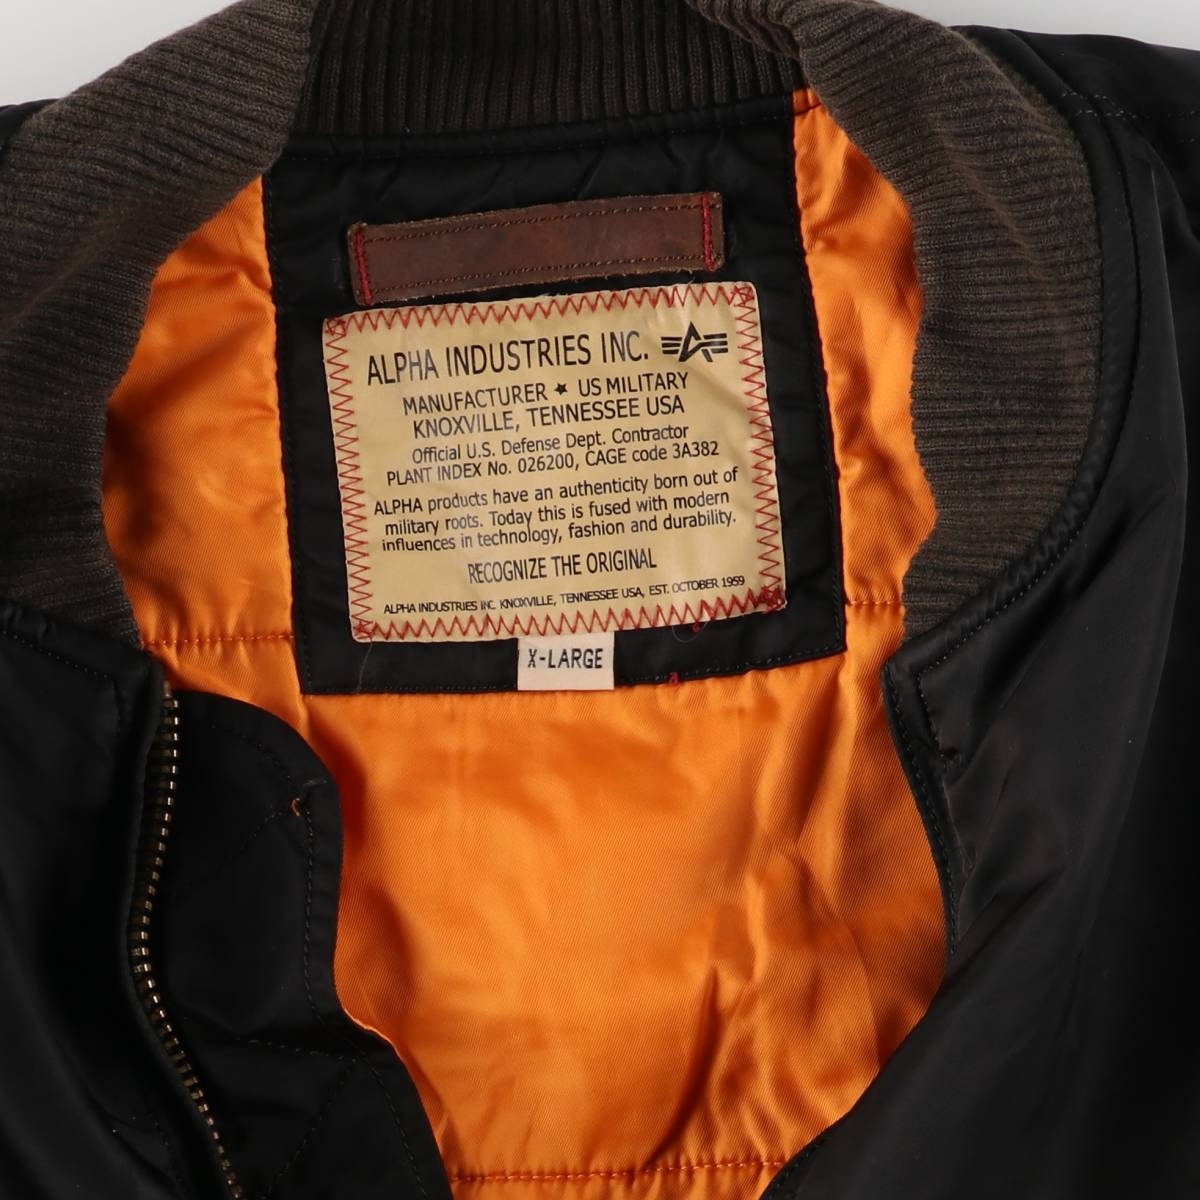 ALPHA INDUSTRIES INC.
MANUFACTURER ★ US MILITARY
KNOXVILLE, TENNESSEE USA
Official U.S. Defense Dept. Contractor
PLANT INDEX No. 026200, CAGE code 3A382
ALPHA products have an authenticity born out of
military roots. Today this is fused with modern
influences in technology, fashion and durability.
RECOGNIZE THE ORIGINAL
ALPHA INDUSTRIES INC. KNOXVILLE, TENNESSEE USA, EST. OCTOBER 1959
X-LARGE